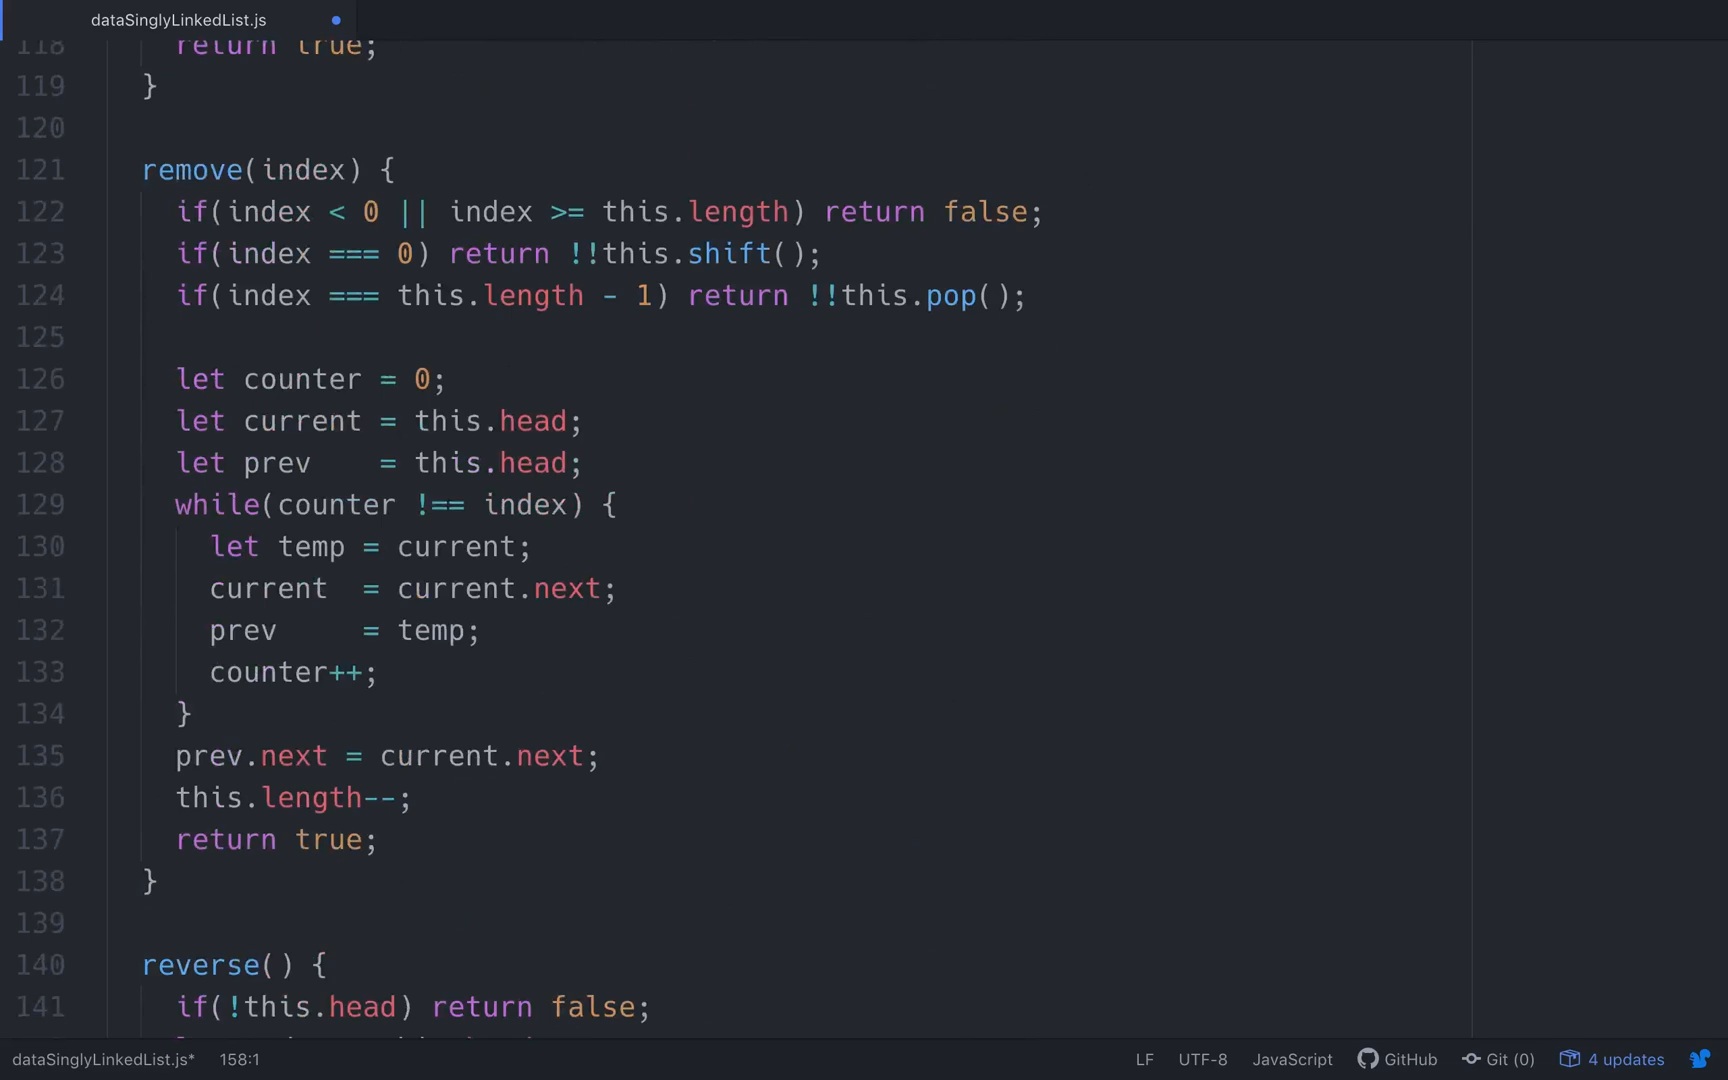 dataSinglyLinkedList.js
118 return true;
119 }
120
121 remove(index) {
122 if(index < 0 || index >= this.length) return false;
123 if(index === 0) return !!this.shift();
124 if(index === this.length - 1) return !!this.pop();
125
126 let counter = 0;
127 let current = this.head;
128 let prev    = this.head;
129 while(counter !== index) {
130 let temp = current;
131 current  = current.next;
132 prev     = temp;
133 counter++;
134 }
135 prev.next = current.next;
136 this.length--;
137 return true;
138 }
139
140 reverse() {
141 if(!this.head) return false;
dataSinglyLinkedList.js* 158:1 LF UTF-8 JavaScript GitHub Git (0) 4 updates